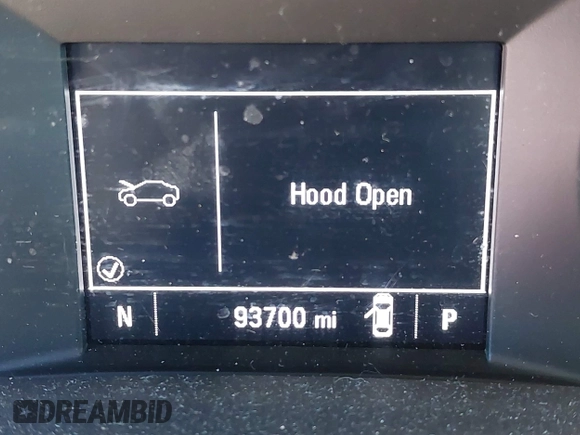 Hood Open
N 93700 mi P
DREAMBID